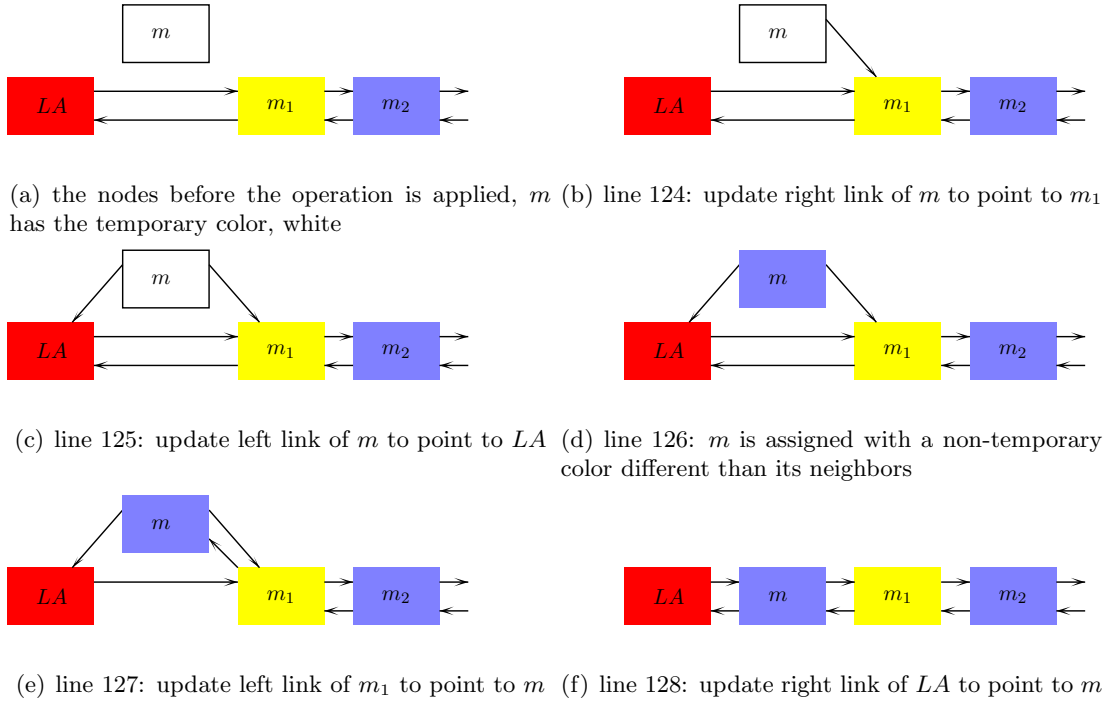 m
LA m₁ m₂
m
LA m₁ m₂
(a) the nodes before the operation is applied, m has the temporary color, white
(b) line 124: update right link of m to point to m₁
m
LA m₁ m₂
m
LA m₁ m₂
(c) line 125: update left link of m to point to LA
(d) line 126: m is assigned with a non-temporary color different than its neighbors
m
LA m₁ m₂
LA m m₁ m₂
(e) line 127: update left link of m₁ to point to m
(f) line 128: update right link of LA to point to m